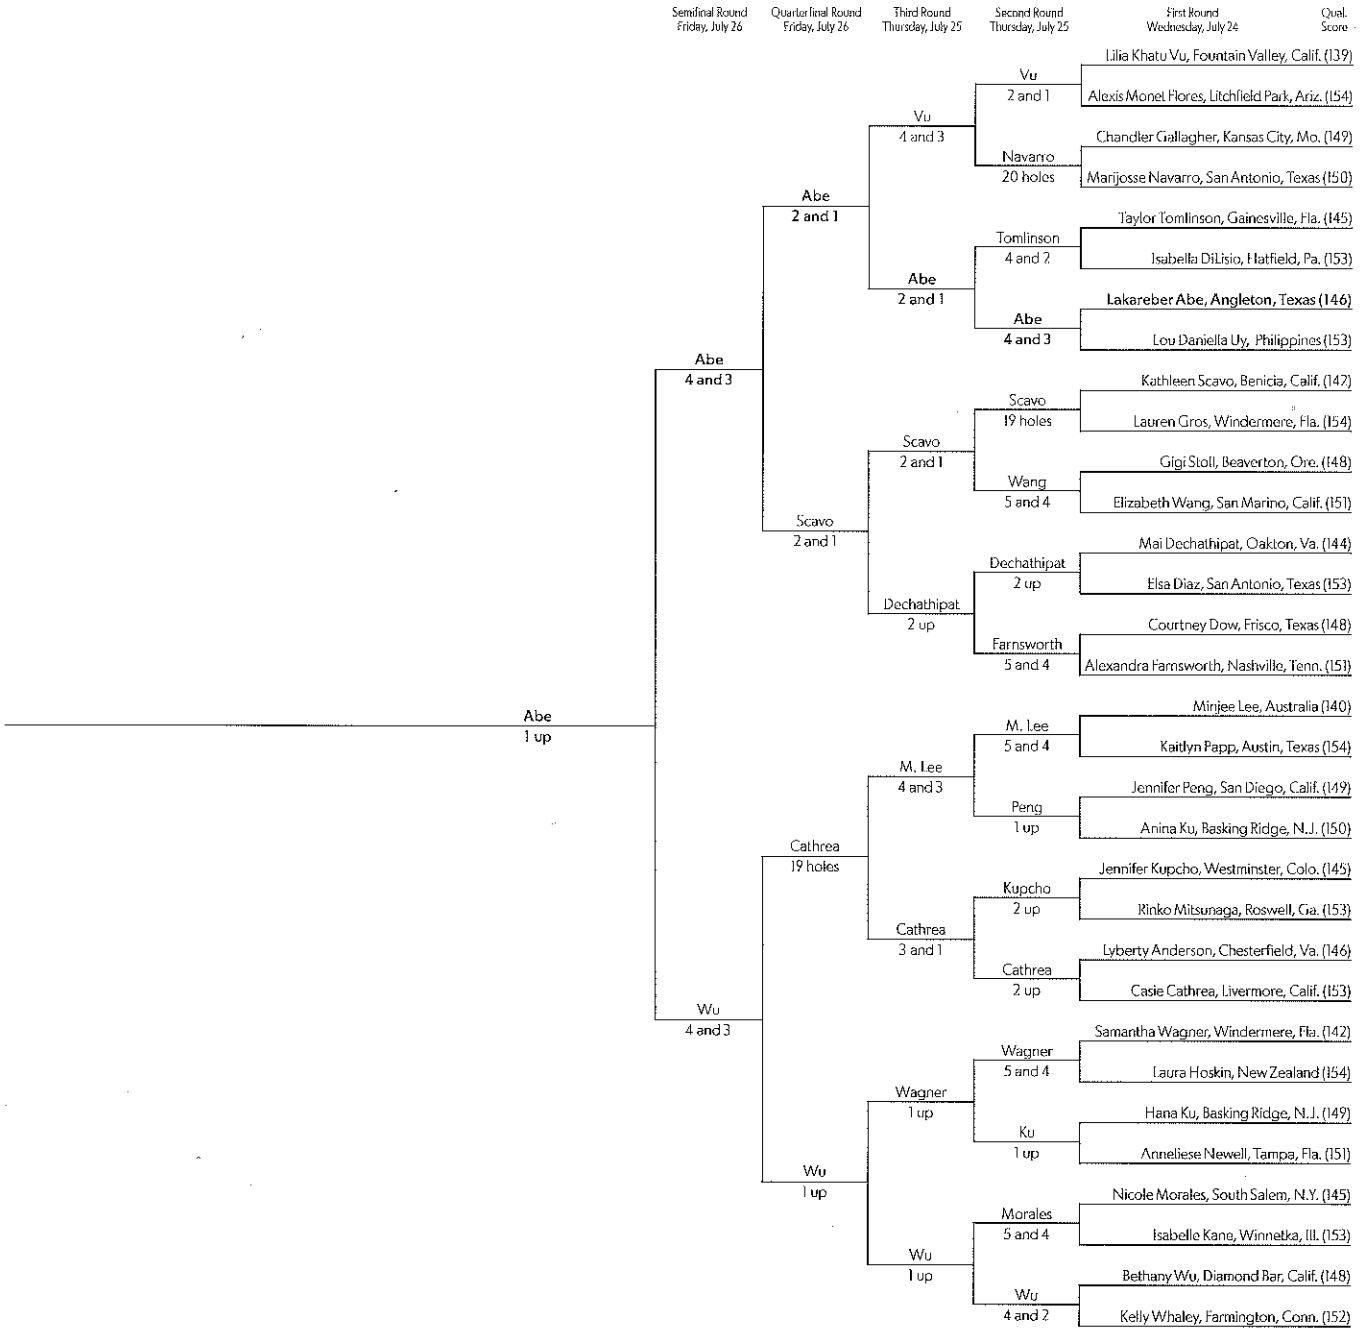 Semifinal Round
Friday, July 26
Quarterfinal Round
Friday, July 26
Third Round
Thursday, July 25
Second Round
Thursday, July 25
First Round
Wednesday, July 24
Qual.
Score
Lilia Khatu Vu, Fountain Valley, Calif. (139)
Vu
2 and 1
Alexis Monet Flores, Litchfield Park, Ariz. (154)
Vu
4 and 3
Chandler Gallagher, Kansas City, Mo. (149)
Navarro
20 holes
Marijosse Navarro, San Antonio, Texas (150)
Abe
2 and 1
Taylor Tomlinson, Gainesville, Fla. (145)
Tomlinson
4 and 2
Isabella DiLisio, Hatfield, Pa. (153)
Abe
2 and 1
Lakareber Abe, Angleton, Texas (146)
Abe
4 and 3
Lou Daniella Uy, Philippines (153)
Abe
4 and 3
Kathleen Scavo, Benicia, Calif. (142)
Scavo
19 holes
Lauren Gros, Windermere, Fla. (154)
Scavo
2 and 1
Gigi Stoll, Beaverton, Ore. (148)
Wang
5 and 4
Elizabeth Wang, San Marino, Calif. (151)
Scavo
2 and 1
Mai Dechathipat, Oakton, Va. (144)
Dechathipat
2 up
Elsa Diaz, San Antonio, Texas (153)
Dechathipat
2 up
Courtney Dow, Frisco, Texas (148)
Farnsworth
5 and 4
Alexandra Farnsworth, Nashville, Tenn. (151)
Abe
1 up
Minjee Lee, Australia (140)
M. Lee
5 and 4
Kaitlyn Papp, Austin, Texas (154)
M. Lee
4 and 3
Jennifer Peng, San Diego, Calif. (149)
Peng
1 up
Anina Ku, Basking Ridge, N.J. (150)
Cathrea
19 holes
Jennifer Kupcho, Westminster, Colo. (145)
Kupcho
2 up
Rinko Mitsunaga, Roswell, Ga. (153)
Cathrea
3 and 1
Lyberty Anderson, Chesterfield, Va. (146)
Cathrea
2 up
Casie Cathrea, Livermore, Calif. (153)
Wu
4 and 3
Samantha Wagner, Windermere, Fla. (142)
Wagner
5 and 4
Laura Hoskin, New Zealand (154)
Wagner
1 up
Hana Ku, Basking Ridge, N.J. (149)
Ku
1 up
Anneliese Newell, Tampa, Fla. (151)
Wu
1 up
Nicole Morales, South Salem, N.Y. (145)
Morales
5 and 4
Isabelle Kane, Winnetka, Ill. (153)
Wu
1 up
Bethany Wu, Diamond Bar, Calif. (148)
Wu
4 and 2
Kelly Whaley, Farmington, Conn. (152)